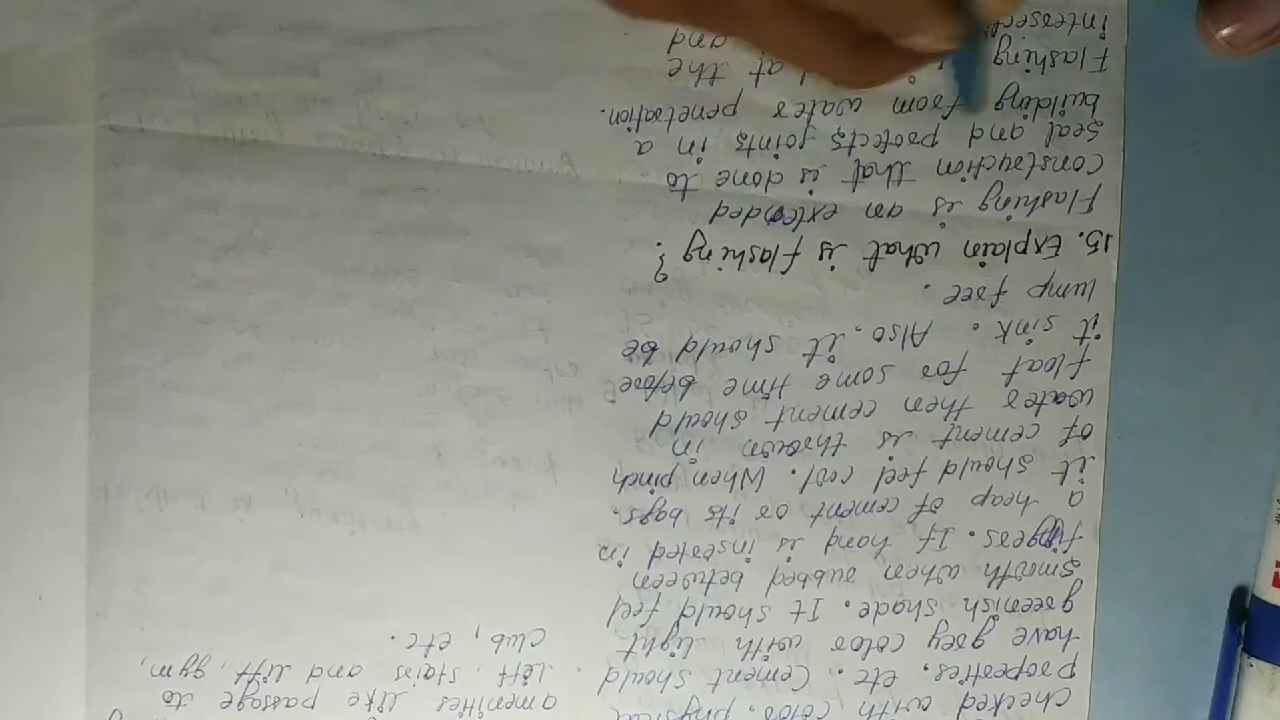 checked with color, physical
properties. etc. Cement should
have grey color with light
greenish shade. It should feel
smooth when rubbed between
fingers. If hand is inserted in
a heap of cement or its bags.
it should feel cool. When pinch
of cement is thrown in
water then cement should
float for some time before
it sink. Also, it should be
lump free.
15. Explain what is flashing?
Flashing is an extended
construction that is done to
seal and protects joints in a
building from water penetration.
Flashing at the
and
amenities like passage to
lift, stairs and lift, gym,
club, etc.